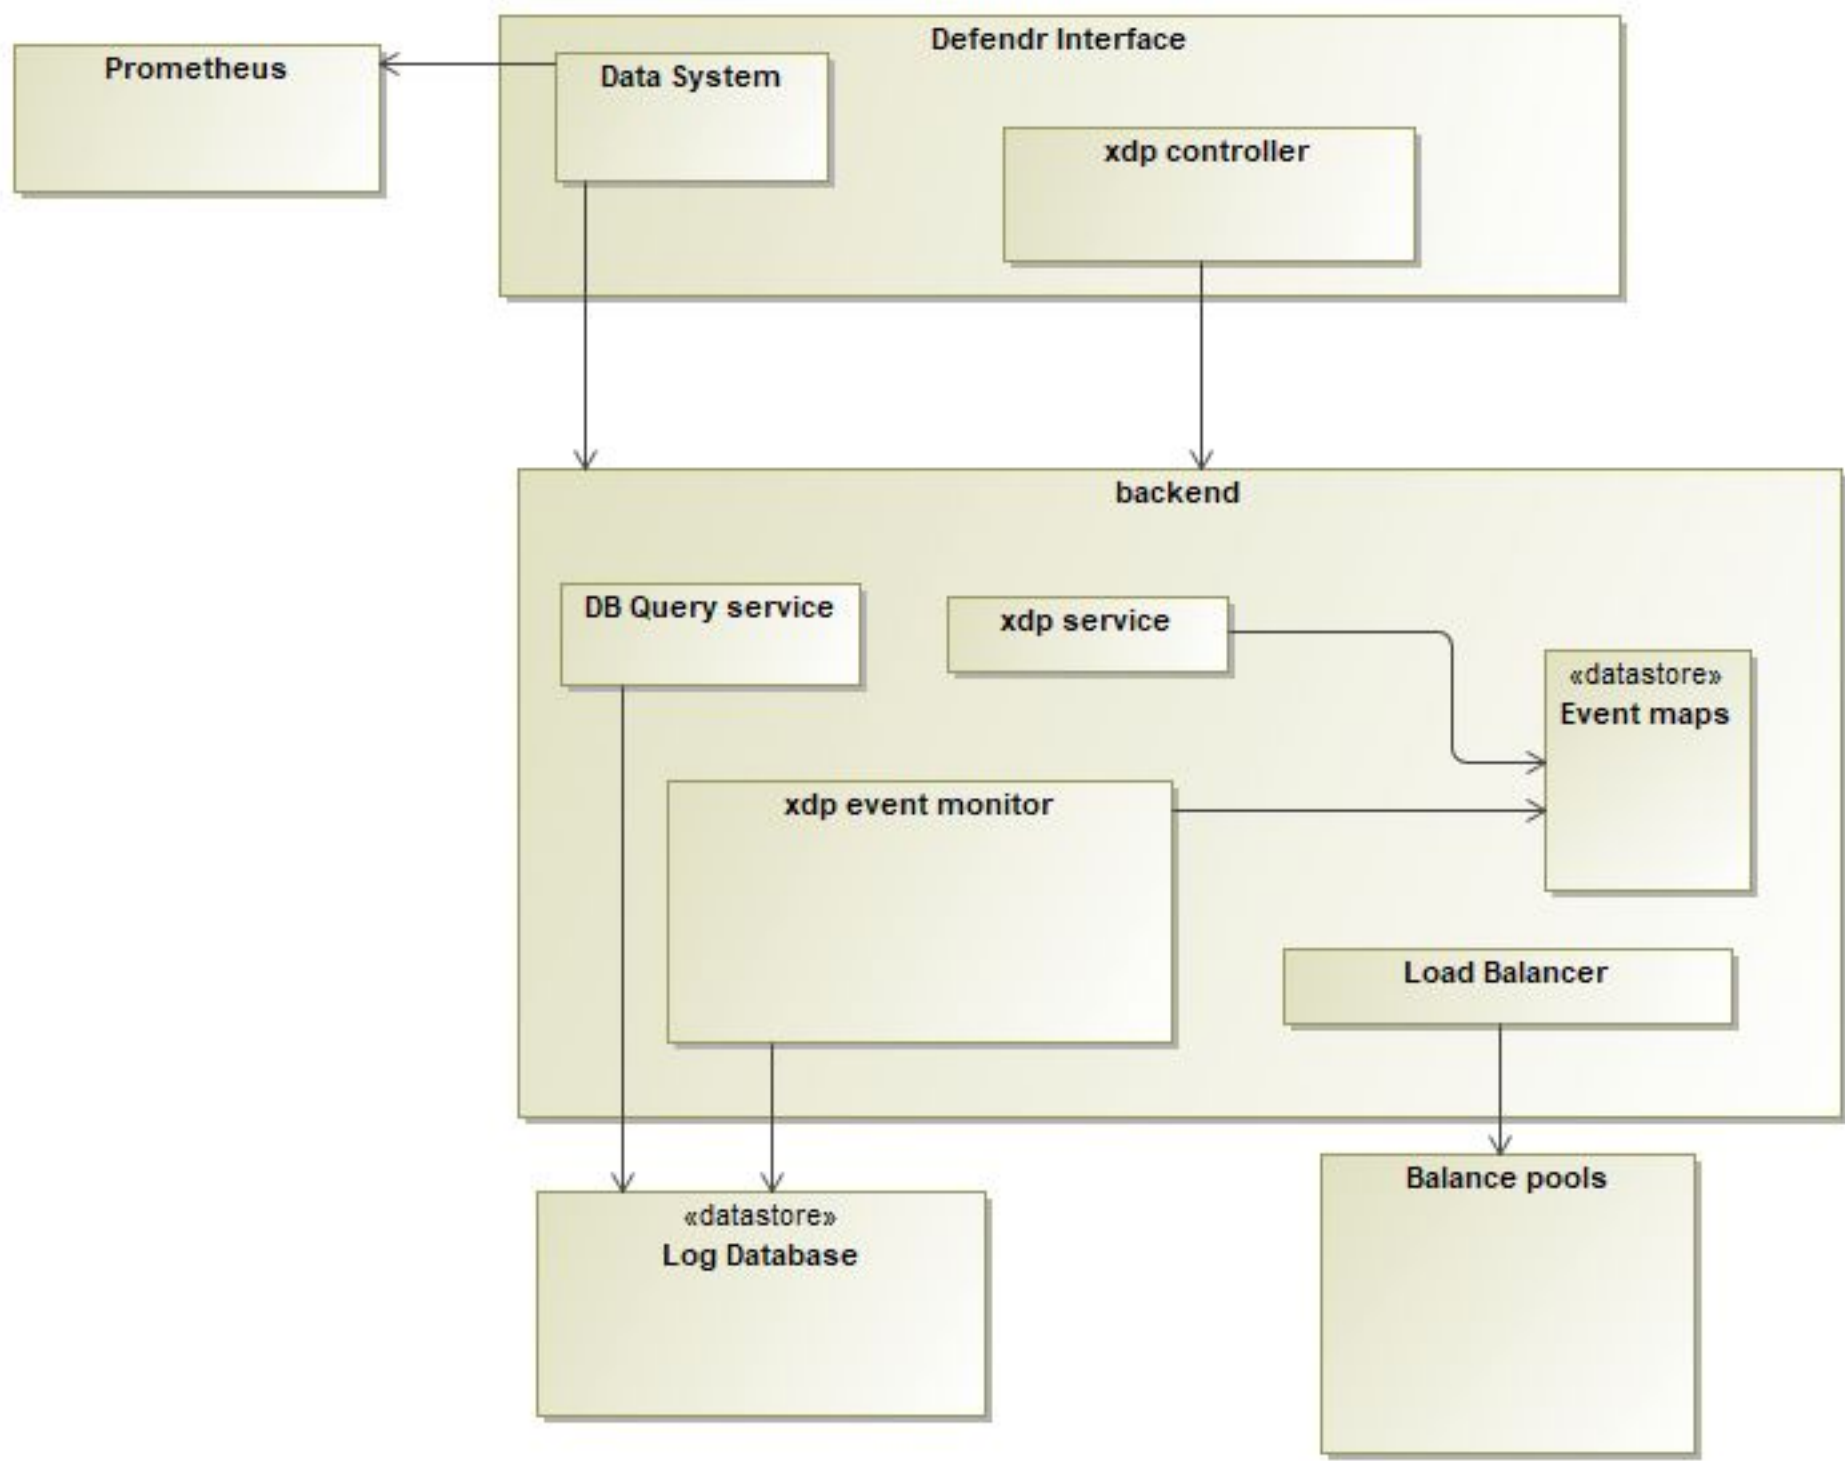 Defendr Interface
Prometheus
Data System
xdp controller
backend
DB Query service
xdp service
«datastore»
Event maps
xdp event monitor
Load Balancer
Balance pools
«datastore»
Log Database